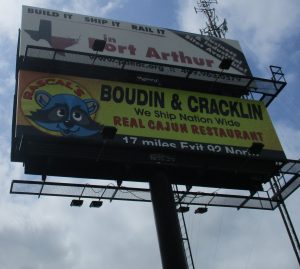 BUILD IT SHIP IT RAIL IT
in
Port Arthur
RASCAL'S
BOUDIN & CRACKLIN
We Ship Nation Wide
REAL CAJUN RESTAURANT
17 miles Exit 92 North